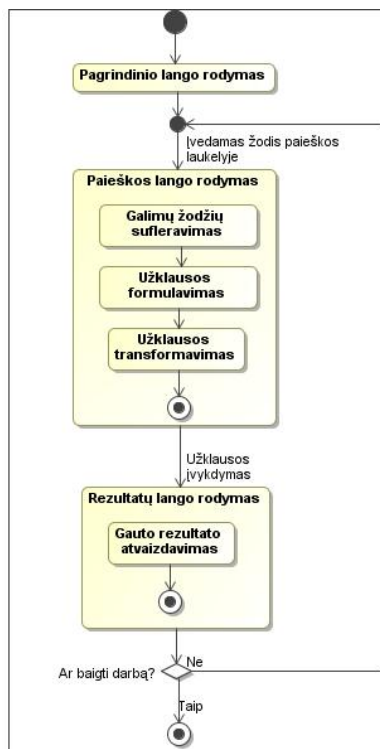 Pagrindinio lango rodymas
Įvedamas žodis paieškos
laukelyje
Paieškos lango rodymas
Galimų žodžių
sufleravimas
Užklausos
formulavimas
Užklausos
transformavimas
Užklausos
įvykdymas
Rezultatų lango rodymas
Gauto rezultato
atvaizdavimas
Ar baigti darbą?
Ne
Taip